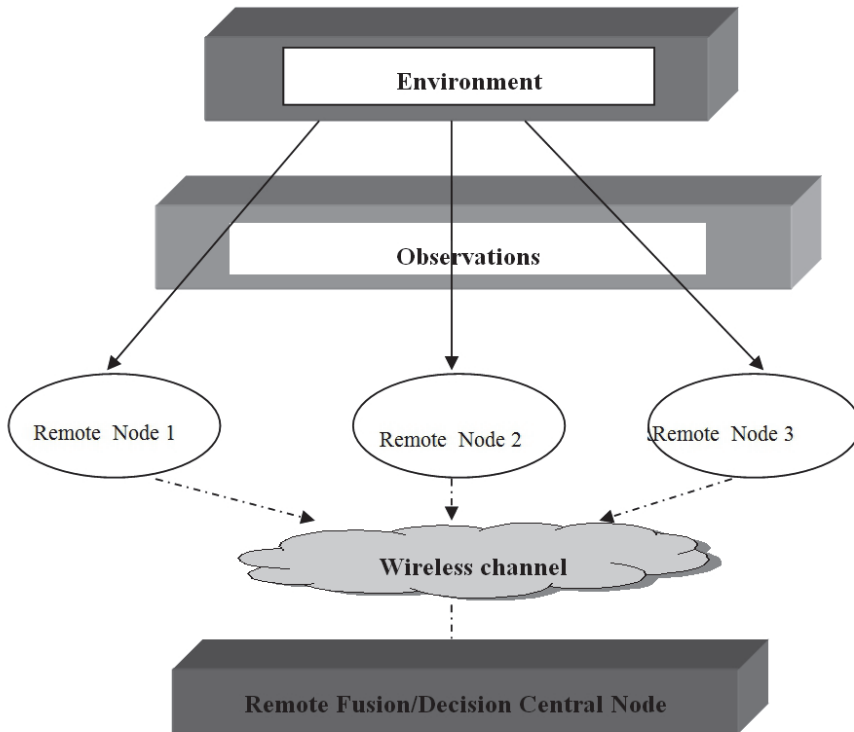 Environment
Observations
Remote Node 1
Remote Node 2
Remote Node 3
Wireless channel
Remote Fusion/Decision Central Node